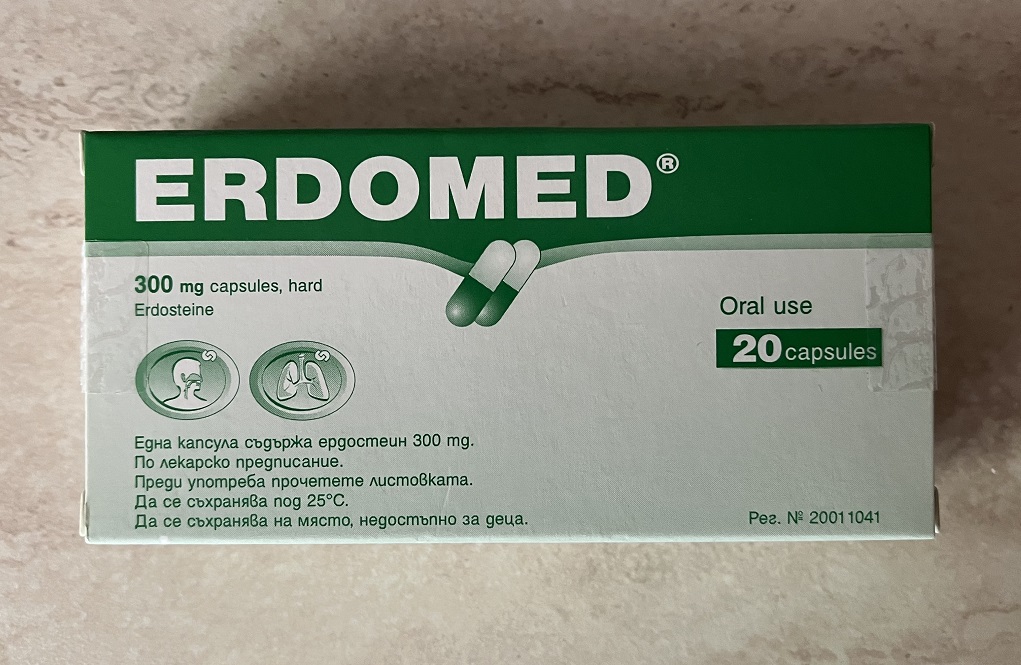 ERDOMED®
300 mg capsules, hard
Erdosteine
Oral use
20 capsules
Една капсула съдържа ердостеин 300 mg.
По лекарско предписание.
Преди употреба прочетете листовката.
Да се съхранява под 25°C.
Да се съхранява на място, недостъпно за деца.
Рег. № 20011041